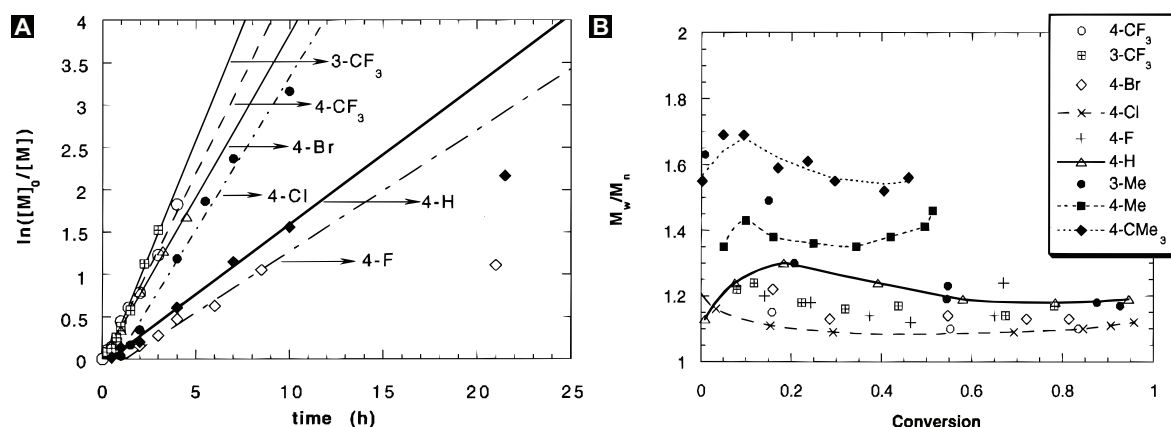 A
ln([M]₀/[M])
4
3.5
3
2.5
2
1.5
1
0.5
0
3-CF₃
4-CF₃
4-Br
4-Cl
4-H
4-F
0 5 10 15 20 25
time (h)
B
M_w/M_n
2
1.8
1.6
1.4
1.2
1
0 0.2 0.4 0.6 0.8 1
Conversion
4-CF₃
3-CF₃
4-Br
4-Cl
4-F
4-H
3-Me
4-Me
4-CMe₃